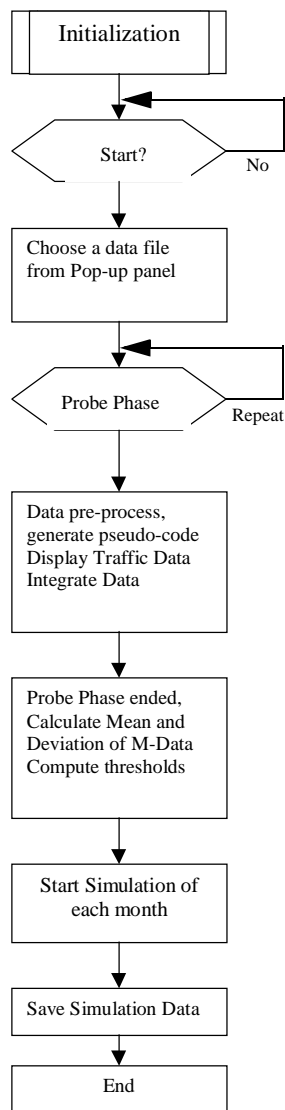 Initialization
Start?
No
Choose a data file
from Pop-up panel
Probe Phase
Repeat
Data pre-process,
generate pseudo-code
Display Traffic Data
Integrate Data
Probe Phase ended,
Calculate Mean and
Deviation of M-Data
Compute thresholds
Start Simulation of
each month
Save Simulation Data
End